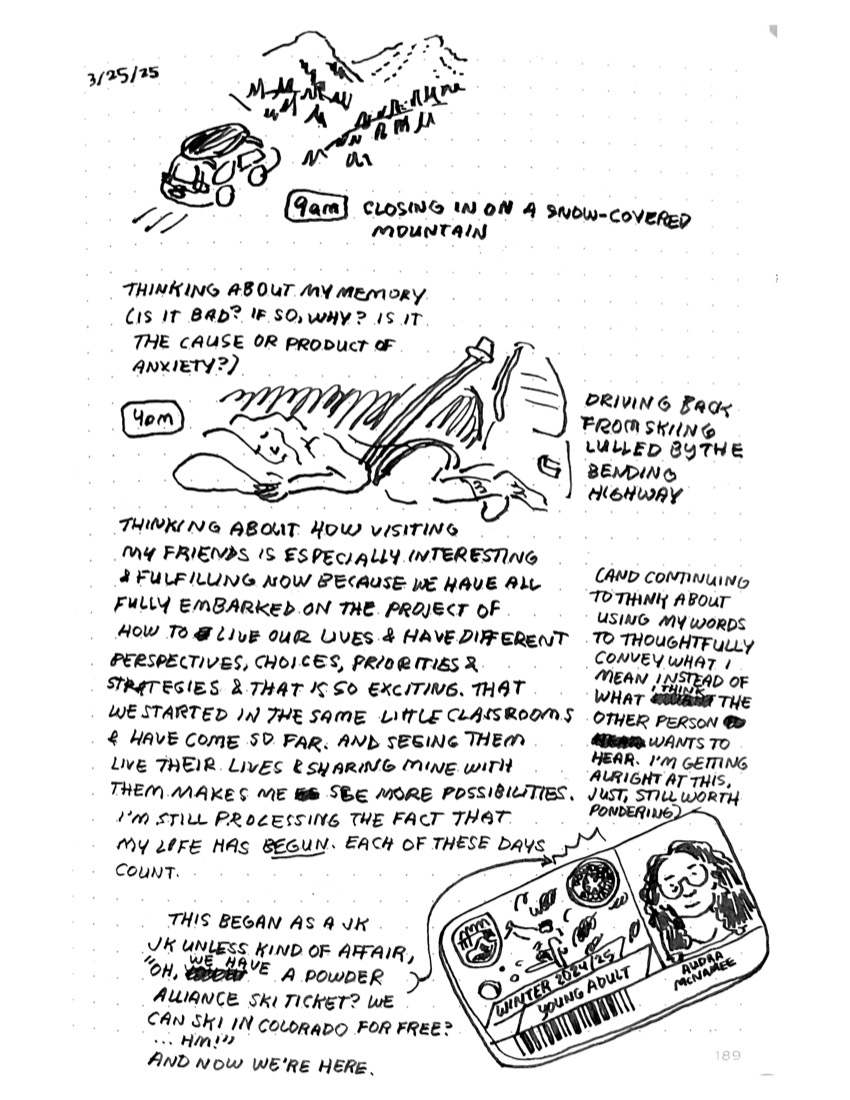 3/25/25
9am CLOSING IN ON A SNOW-COVERED
MOUNTAIN
THINKING ABOUT MY MEMORY
(IS IT BAD? IF SO, WHY? IS IT
THE CAUSE OR PRODUCT OF
ANXIETY?)
4pm
DRIVING BACK
FROM SKIING
LULLED BY THE
BENDING
HIGHWAY
THINKING ABOUT HOW VISITING
MY FRIENDS IS ESPECIALLY INTERESTING
& FULFILLING NOW BECAUSE WE HAVE ALL
FULLY EMBARKED ON THE PROJECT OF
HOW TO LIVE OUR LIVES & HAVE DIFFERENT
PERSPECTIVES, CHOICES, PRIORITIES &
STRATEGIES & THAT IS SO EXCITING. THAT
WE STARTED IN THE SAME LITTLE CLASSROOMS
& HAVE COME SO FAR. AND SEEING THEM
LIVE THEIR LIVES & SHARING MINE WITH
THEM MAKES ME SEE MORE POSSIBILITIES.
I'M STILL PROCESSING THE FACT THAT
MY LIFE HAS BEGUN. EACH OF THESE DAYS
COUNT.
(AND CONTINUING
TO THINK ABOUT
USING MY WORDS
TO THOUGHTFULLY
CONVEY WHAT I
MEAN INSTEAD OF
WHAT I THINK THE
OTHER PERSON
WANTS TO
HEAR. I'M GETTING
ALRIGHT AT THIS,
JUST, STILL WORTH
PONDERING)
THIS BEGAN AS A JK
JK UNLESS KIND OF AFFAIR,
"OH, WE HAVE A POWDER
ALLIANCE SKI TICKET? WE
CAN SKI IN COLORADO FOR FREE?
... HM!"
AND NOW WE'RE HERE.
WINTER 2024/25
YOUNG ADULT
AUDRA
MCNAMEE
189